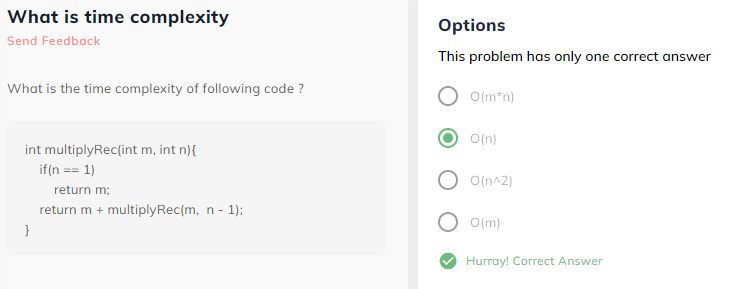 What is time complexity
Send Feedback
What is the time complexity of following code ?
int multiplyRec(int m, int n){
if(n == 1)
return m;
return m + multiplyRec(m, n - 1);
}
Options
This problem has only one correct answer
O(m*n)
O(n)
O(n^2)
O(m)
Hurray! Correct Answer